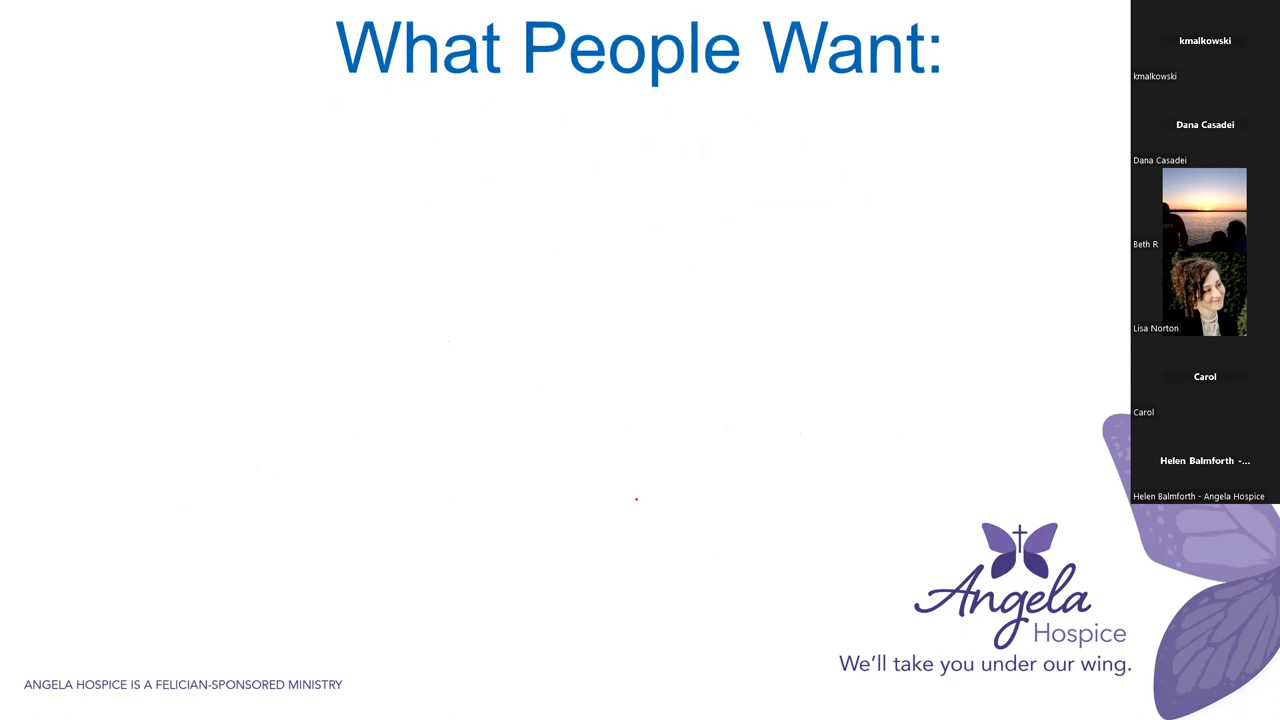 What People Want:
kmalkowski
kmalkowski
Dana Casadei
Dana Casadei
Beth R
Lisa Norton
Carol
Carol
Helen Balmforth -...
Helen Balmforth - Angela Hospice
Angela
Hospice
We'll take you under our wing.
ANGELA HOSPICE IS A FELICIAN-SPONSORED MINISTRY